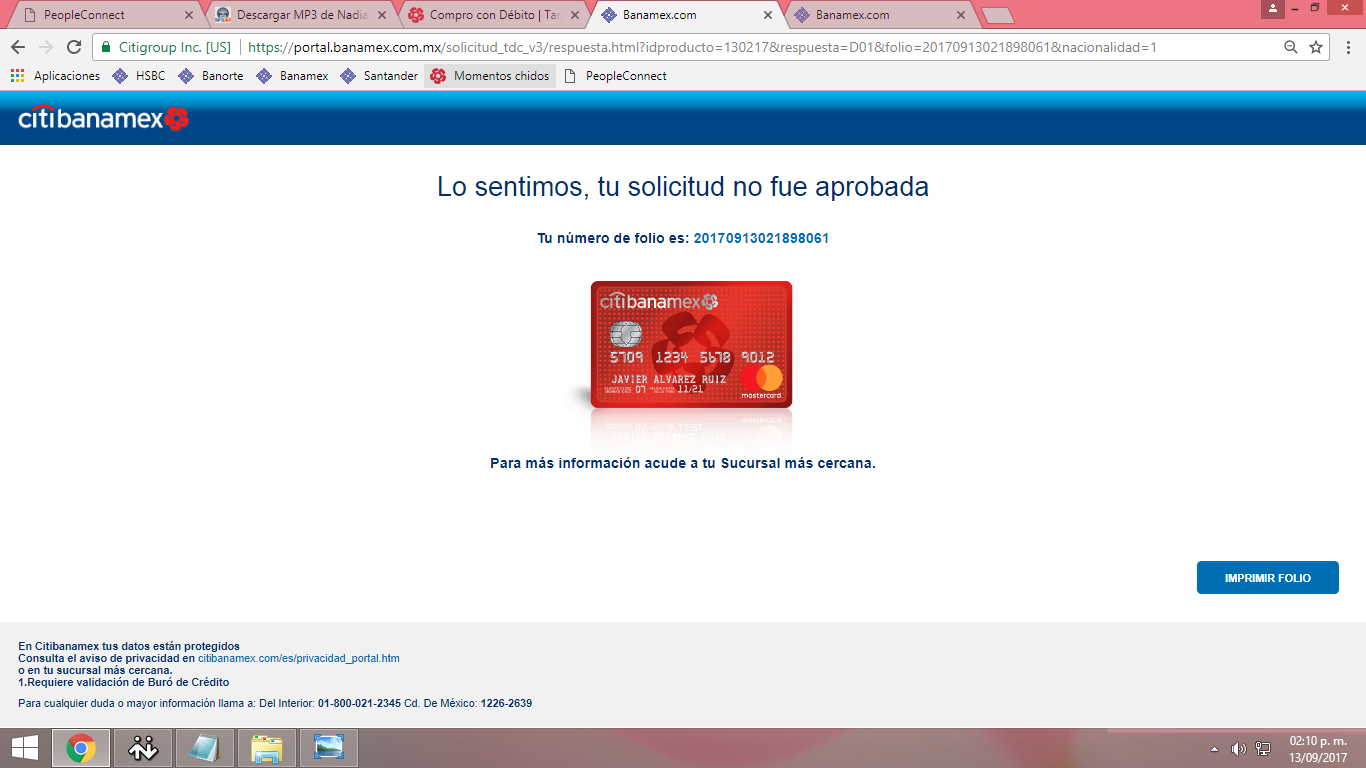 PeopleConnect
Descargar MP3 de Nadia
Compro con Débito | Tar
Banamex.com
Banamex.com
Citigroup Inc. [US]
https://portal.banamex.com.mx/solicitud_tdc_v3/respuesta.html?idproducto=130217&respuesta=D01&folio=20170913021898061&nacionalidad=1
Aplicaciones
HSBC
Banorte
Banamex
Santander
Momentos chidos
PeopleConnect
citibanamex
Lo sentimos, tu solicitud no fue aprobada
Tu número de folio es: 20170913021898061
citibanamex
5709 1234 5678 9012
JAVIER ALVAREZ RUIZ
07 11/21
mastercard
Para más información acude a tu Sucursal más cercana.
IMPRIMIR FOLIO
En Citibanamex tus datos están protegidos
Consulta el aviso de privacidad en citibanamex.com/es/privacidad_portal.htm
o en tu sucursal más cercana.
1.Requiere validación de Buró de Crédito
Para cualquier duda o mayor información llama a: Del Interior: 01-800-021-2345 Cd. De México: 1226-2639
02:10 p. m.
13/09/2017